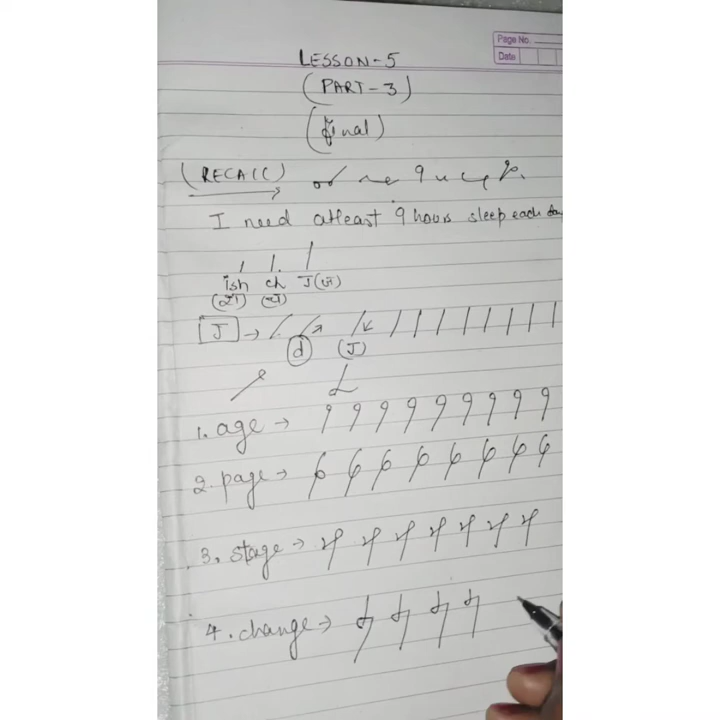 Page No.
Date
LESSON-5
(PART-3)
(final)
(RECALL)
I need atleast 9 hours sleep each day
ish ch J(ज)
(श) (च)
J →
d (J)
1. age →
2. page →
3. stage →
4. change →